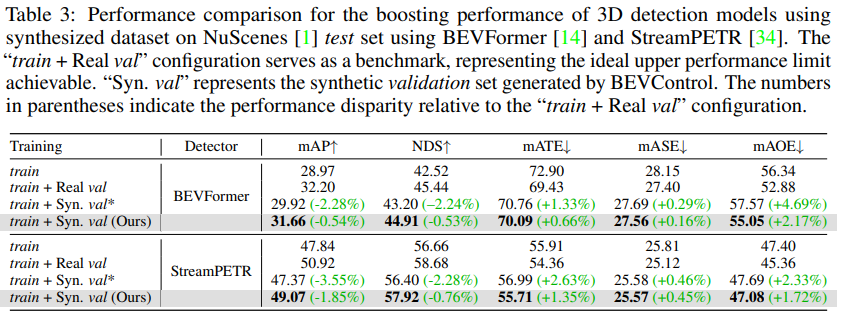 Table 3: Performance comparison for the boosting performance of 3D detection models using
synthesized dataset on NuScenes [1] test set using BEVFormer [14] and StreamPETR [34]. The
“train + Real val” configuration serves as a benchmark, representing the ideal upper performance limit
achievable. “Syn. val” represents the synthetic validation set generated by BEVControl. The numbers
in parentheses indicate the performance disparity relative to the “train + Real val” configuration.
Training Detector mAP↑ NDS↑ mATE↓ mASE↓ mAOE↓
train 28.97 42.52 72.90 28.15 56.34
train + Real val BEVFormer 32.20 45.44 69.43 27.40 52.88
train + Syn. val* 29.92 (-2.28%) 43.20 (–2.24%) 70.76 (+1.33%) 27.69 (+0.29%) 57.57 (+4.69%)
train + Syn. val (Ours) 31.66 (-0.54%) 44.91 (-0.53%) 70.09 (+0.66%) 27.56 (+0.16%) 55.05 (+2.17%)
train 47.84 56.66 55.91 25.81 47.40
train + Real val StreamPETR 50.92 58.68 54.36 25.12 45.36
train + Syn. val* 47.37 (-3.55%) 56.40 (-2.28%) 56.99 (+2.63%) 25.58 (+0.46%) 47.69 (+2.33%)
train + Syn. val (Ours) 49.07 (-1.85%) 57.92 (-0.76%) 55.71 (+1.35%) 25.57 (+0.45%) 47.08 (+1.72%)